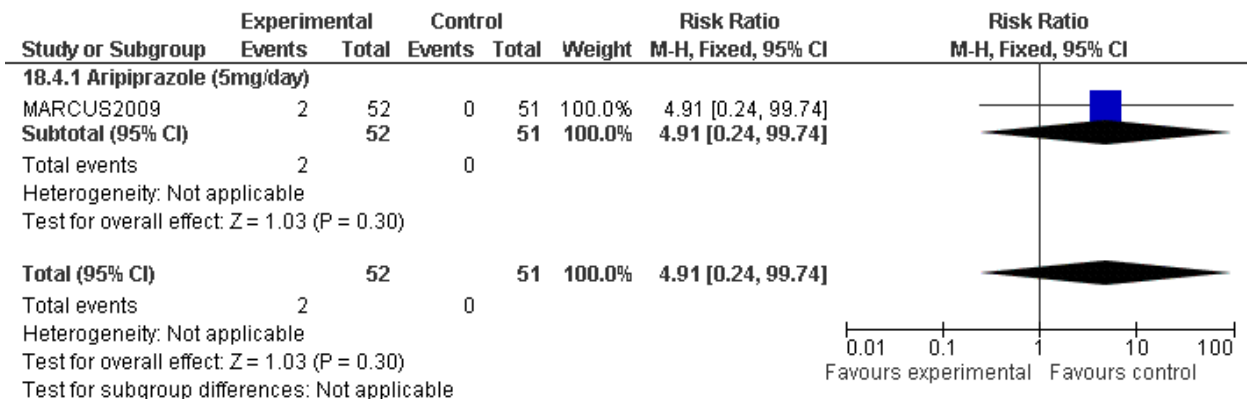 Experimental Control Risk Ratio Risk Ratio
Study or Subgroup Events Total Events Total Weight M-H, Fixed, 95% CI M-H, Fixed, 95% CI
18.4.1 Aripiprazole (5mg/day)
MARCUS2009 2 52 0 51 100.0% 4.91 [0.24, 99.74]
Subtotal (95% CI) 52 51 100.0% 4.91 [0.24, 99.74]
Total events 2 0
Heterogeneity: Not applicable
Test for overall effect: Z = 1.03 (P = 0.30)
Total (95% CI) 52 51 100.0% 4.91 [0.24, 99.74]
Total events 2 0
Heterogeneity: Not applicable
Test for overall effect: Z = 1.03 (P = 0.30)
Test for subgroup differences: Not applicable
0.01 0.1 1 10 100
Favours experimental Favours control